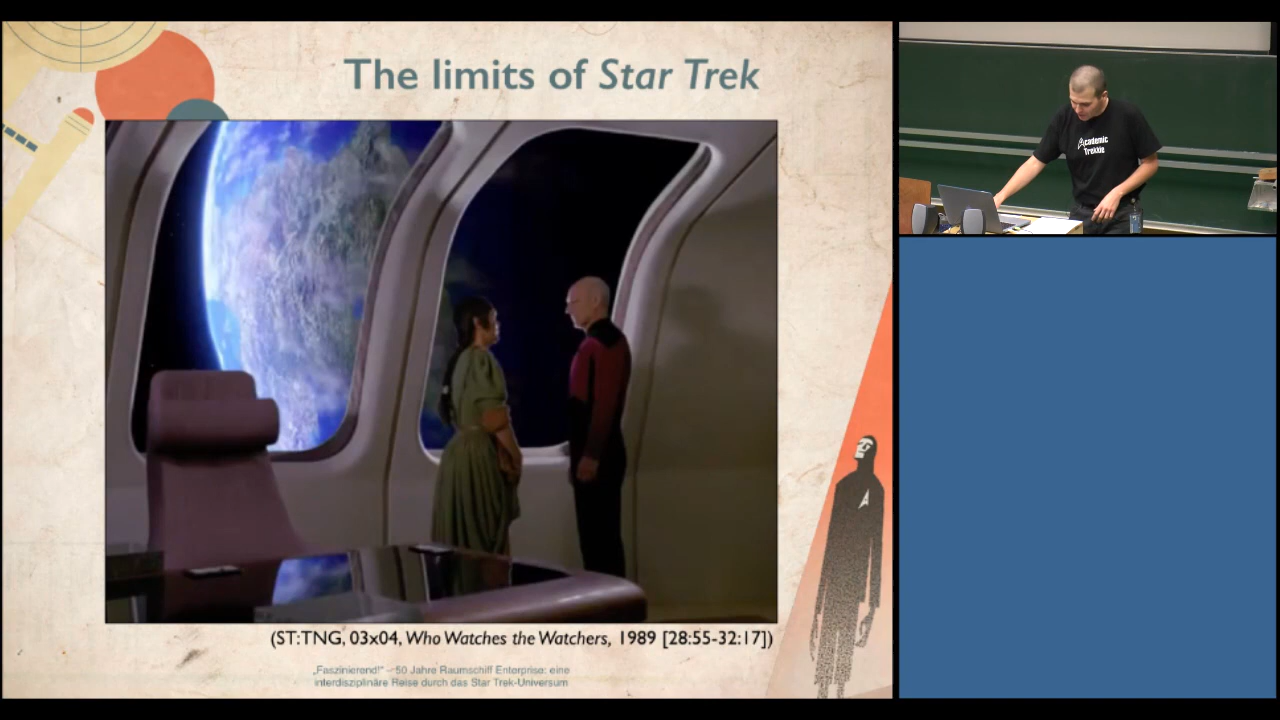 The limits of Star Trek
(ST:TNG, 03x04, Who Watches the Watchers, 1989 [28:55-32:17])
„Faszinierend!" – 50 Jahre Raumschiff Enterprise: eine
interdisziplinäre Reise durch das Star Trek-Universum
Academic
Trekkie